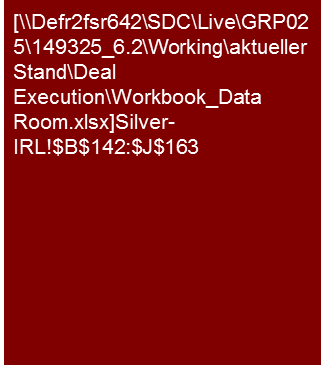 [\\Defr2fsr642\SDC\Live\GRP02
5\149325_6.2\Working\aktueller
Stand\Deal
Execution\Workbook_Data
Room.xlsx]Silver-
IRL!$B$142:$J$163